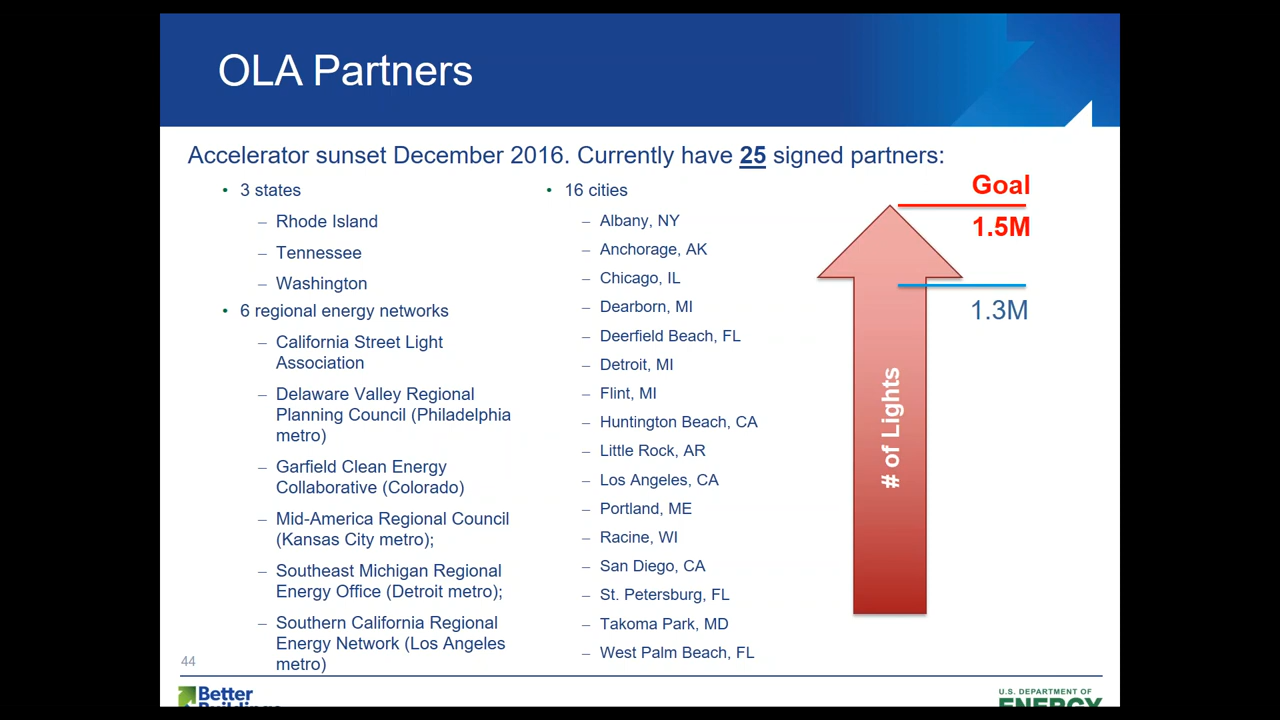 OLA Partners
Accelerator sunset December 2016. Currently have 25 signed partners:
• 3 states
– Rhode Island
– Tennessee
– Washington
• 6 regional energy networks
– California Street Light
Association
– Delaware Valley Regional
Planning Council (Philadelphia
metro)
– Garfield Clean Energy
Collaborative (Colorado)
– Mid-America Regional Council
(Kansas City metro);
– Southeast Michigan Regional
Energy Office (Detroit metro);
– Southern California Regional
Energy Network (Los Angeles
metro)
• 16 cities
– Albany, NY
– Anchorage, AK
– Chicago, IL
– Dearborn, MI
– Deerfield Beach, FL
– Detroit, MI
– Flint, MI
– Huntington Beach, CA
– Little Rock, AR
– Los Angeles, CA
– Portland, ME
– Racine, WI
– San Diego, CA
– St. Petersburg, FL
– Takoma Park, MD
– West Palm Beach, FL
Goal
1.5M
1.3M
# of Lights
44
Better
Buildings
U.S. DEPARTMENT OF
ENERGY